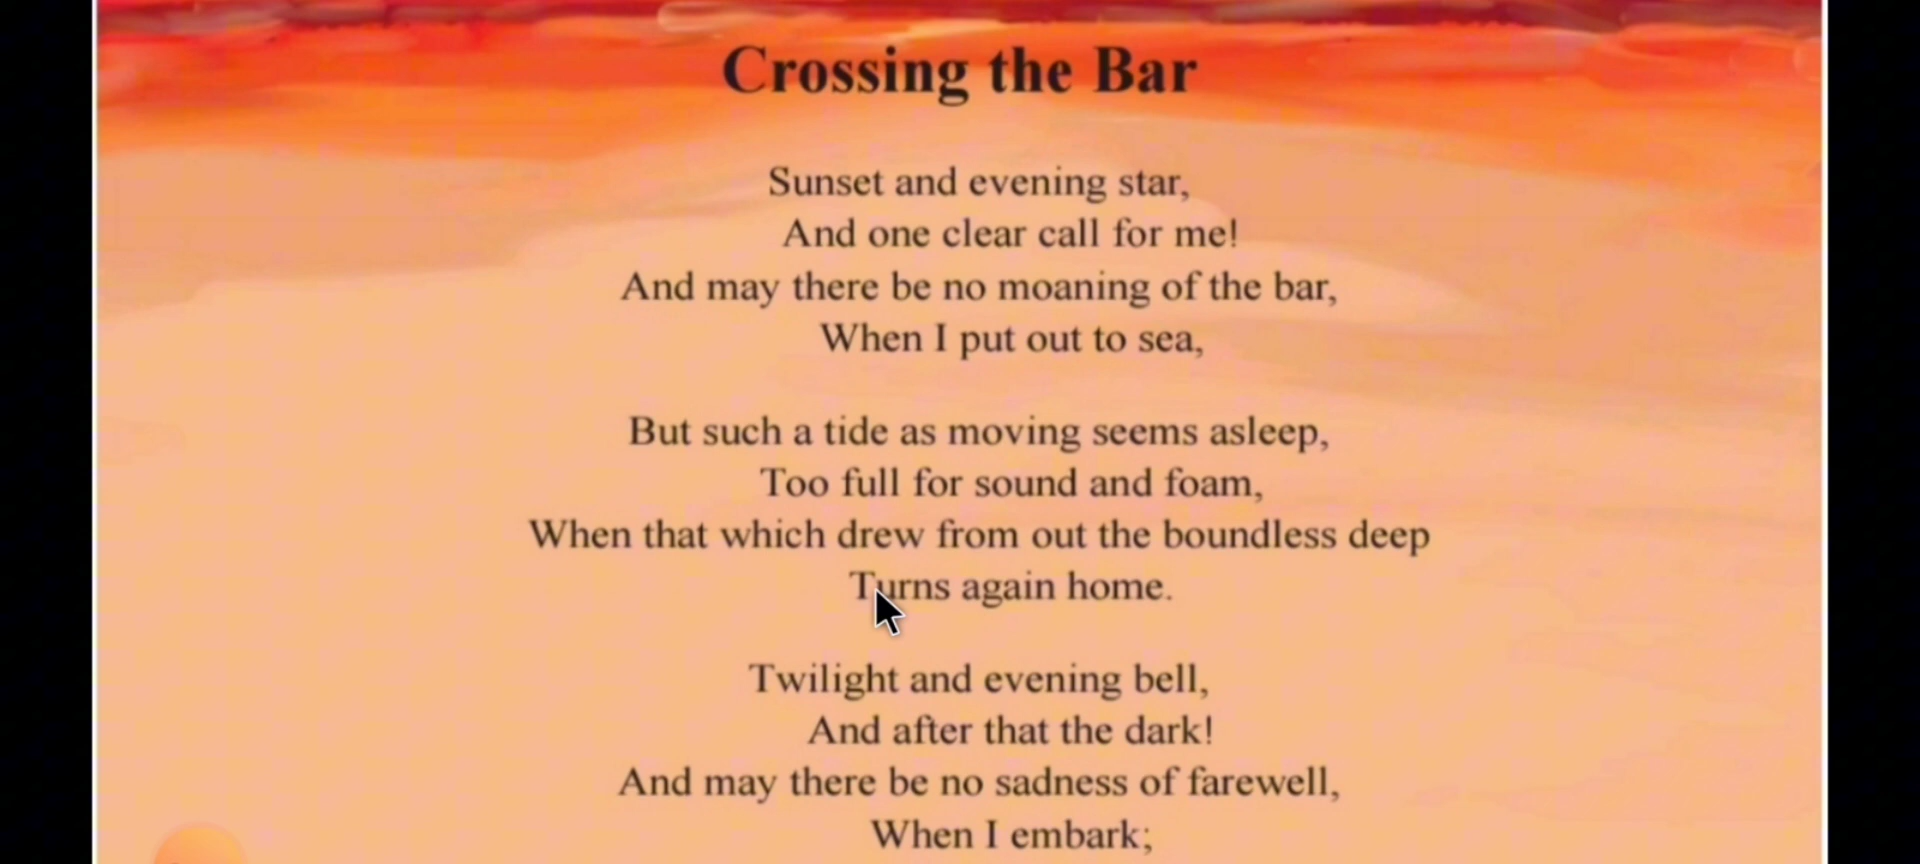 Crossing the Bar
Sunset and evening star,
And one clear call for me!
And may there be no moaning of the bar,
When I put out to sea,
But such a tide as moving seems asleep,
Too full for sound and foam,
When that which drew from out the boundless deep
Turns again home.
Twilight and evening bell,
And after that the dark!
And may there be no sadness of farewell,
When I embark;